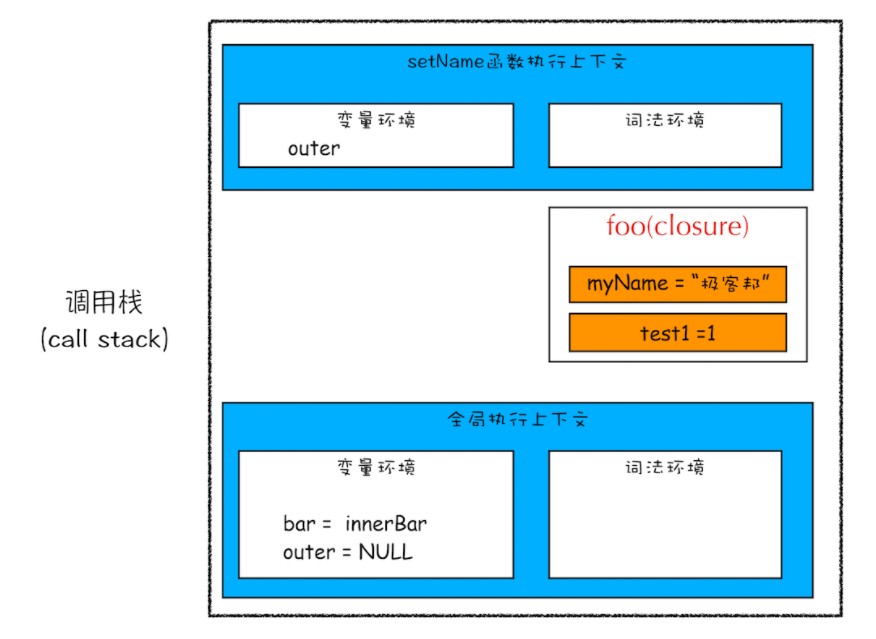 setName函数执行上下文
变量环境
outer
词法环境
foo(closure)
myName = “极客邦”
test1 =1
调用栈
(call stack)
全局执行上下文
变量环境
bar = innerBar
outer = NULL
词法环境